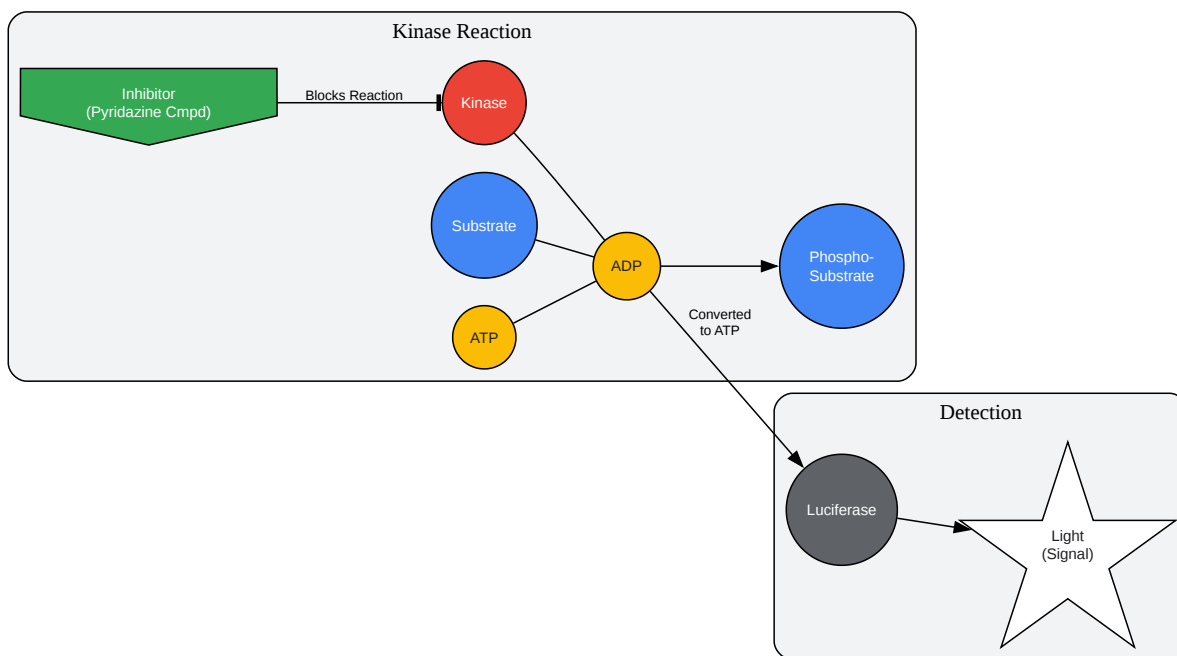 Kinase Reaction
Inhibitor
(Pyridazine Cmpd)
Blocks Reaction
Kinase
Substrate
ADP
ATP
Phospho-
Substrate
Converted
to ATP
Detection
Luciferase
Light
(Signal)